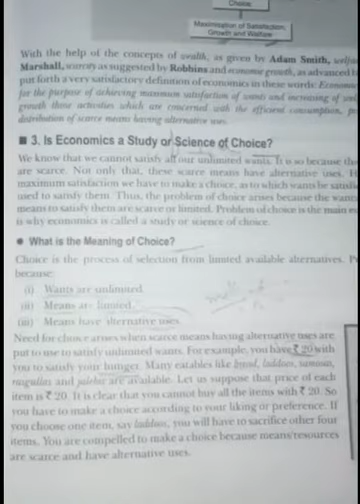 Choice
Maximisation of Satisfaction,
Growth and Welfare
With the help of the concepts of wealth, as given by Adam Smith,
Marshall, scarcity as suggested by Robbins and economic growth, as advanced
put forth a very satisfactory definition of economics in these words:
for the purpose of achieving maximum satisfaction of wants and increasing of
growth those activities which are concerned with the efficient consumption,
distribution of scarce means having alternative uses.
■ 3. Is Economics a Study or Science of Choice?
We know that we cannot satisfy all our unlimited wants. It is so because
are scarce. Not only that, these scarce means have alternative uses.
maximum satisfaction we have to make a choice, as to which wants be
used to satisfy them. Thus, the problem of choice arises because the
means to satisfy them are scarce or limited. Problem of choice is the main
is why economics is called a study or science of choice.
● What is the Meaning of Choice?
Choice is the process of selection from limited available alternatives.
because:
(i) Wants are unlimited
(ii) Means are limited.
(iii) Means have alternative uses.
Need for choice arises when scarce means having alternative uses are
put to use to satisfy unlimited wants. For example, you have ₹ 20 with
you to satisfy your hunger. Many eatables like bread, laddoos, samosas,
rasgullas and jalebis are available. Let us suppose that price of each
item is ₹ 20. It is clear that you cannot buy all the items with ₹ 20. So
you have to make a choice according to your liking or preference. If
you choose one item, say laddoos, you will have to sacrifice other four
items. You are compelled to make a choice because means/resources
are scarce and have alternative uses.